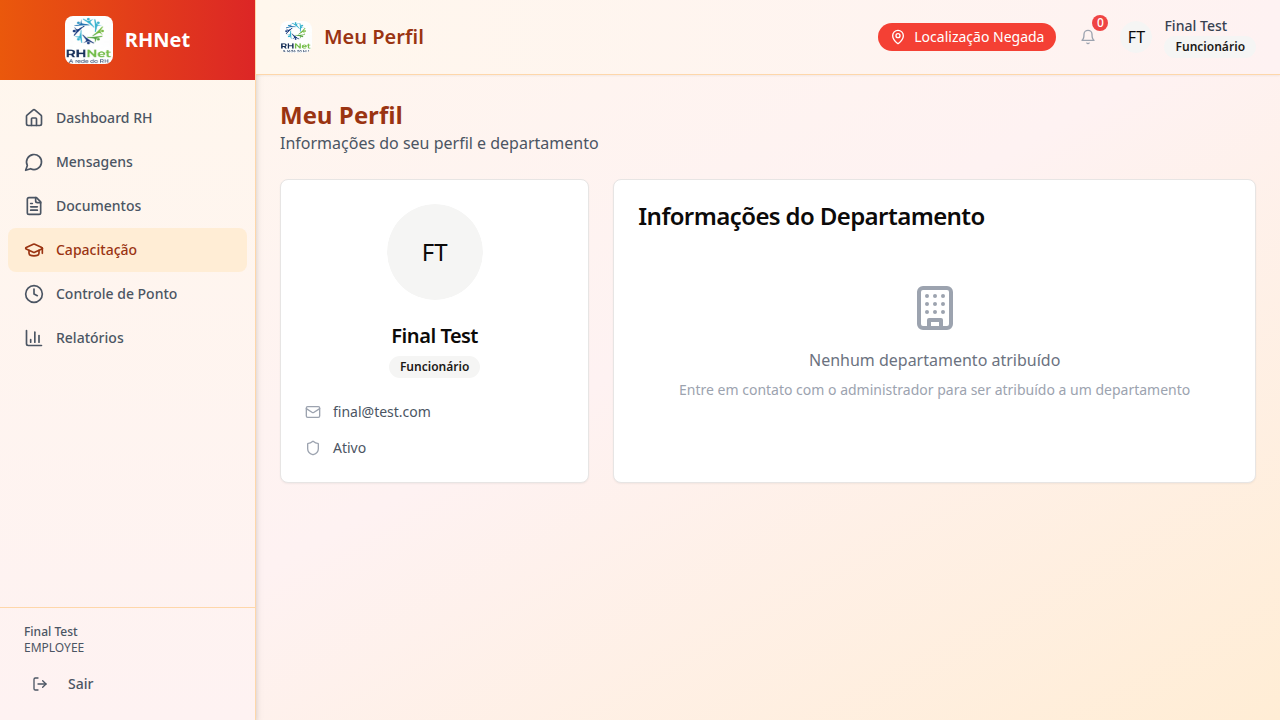 RHNet
A rede do RH
RHNet
Dashboard RH
Mensagens
Documentos
Capacitação
Controle de Ponto
Relatórios
Final Test
EMPLOYEE
Sair
RHNet
Meu Perfil
Localização Negada
0
FT
Final Test
Funcionário
Meu Perfil
Informações do seu perfil e departamento
FT
Final Test
Funcionário
final@test.com
Ativo
Informações do Departamento
Nenhum departamento atribuído
Entre em contato com o administrador para ser atribuído a um departamento